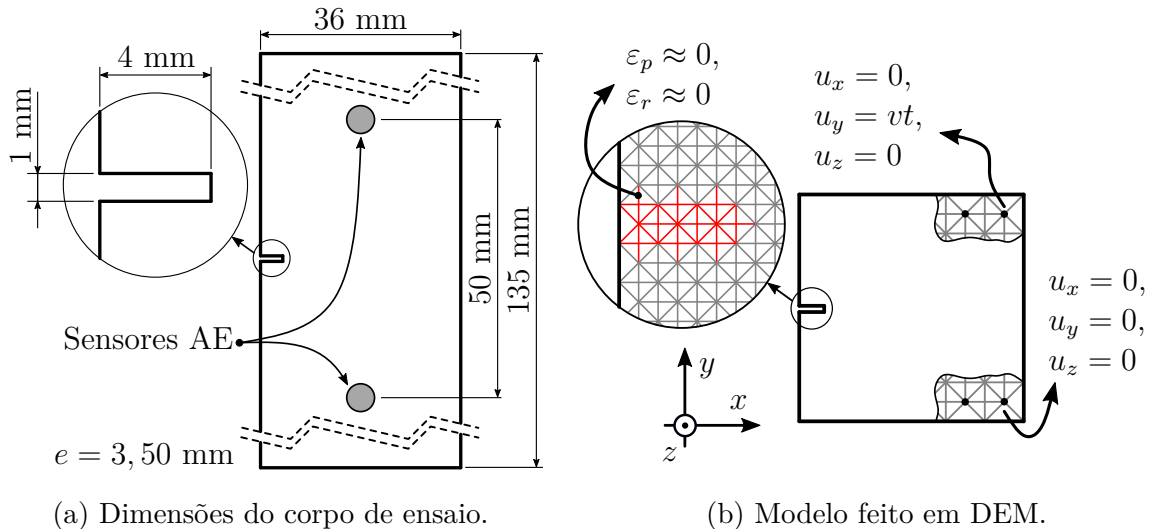 36 mm
4 mm
1 mm
50 mm
135 mm
Sensores AE
e = 3, 50 mm
(a) Dimensões do corpo de ensaio.
εp ≈ 0,
εr ≈ 0
ux = 0,
uy = vt,
uz = 0
ux = 0,
uy = 0,
uz = 0
y
x
z
(b) Modelo feito em DEM.